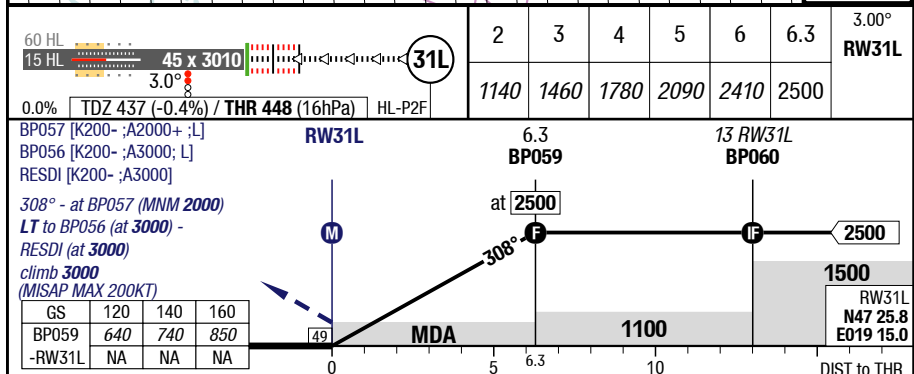 60 HL
15 HL
45 x 3010
31L
3.0°
0.0%
TDZ 437 (-0.4%) / THR 448 (16hPa)
HL-P2F
2 3 4 5 6 6.3 3.00° RW31L
1140 1460 1780 2090 2410 2500
BP057 [K200- ;A2000+ ;L]
BP056 [K200- ;A3000; L]
RESDI [K200- ;A3000]
308° - at BP057 (MNM 2000)
LT to BP056 (at 3000) -
RESDI (at 3000)
climb 3000
(MISAP MAX 200KT)
RW31L
6.3
BP059
13 RW31L
BP060
at 2500
M
F
IF
308°
2500
1500
GS 120 140 160
BP059 640 740 850
-RW31L NA NA NA
49
MDA
1100
RW31L
N47 25.8
E019 15.0
0 5 6.3 10 DIST to THR